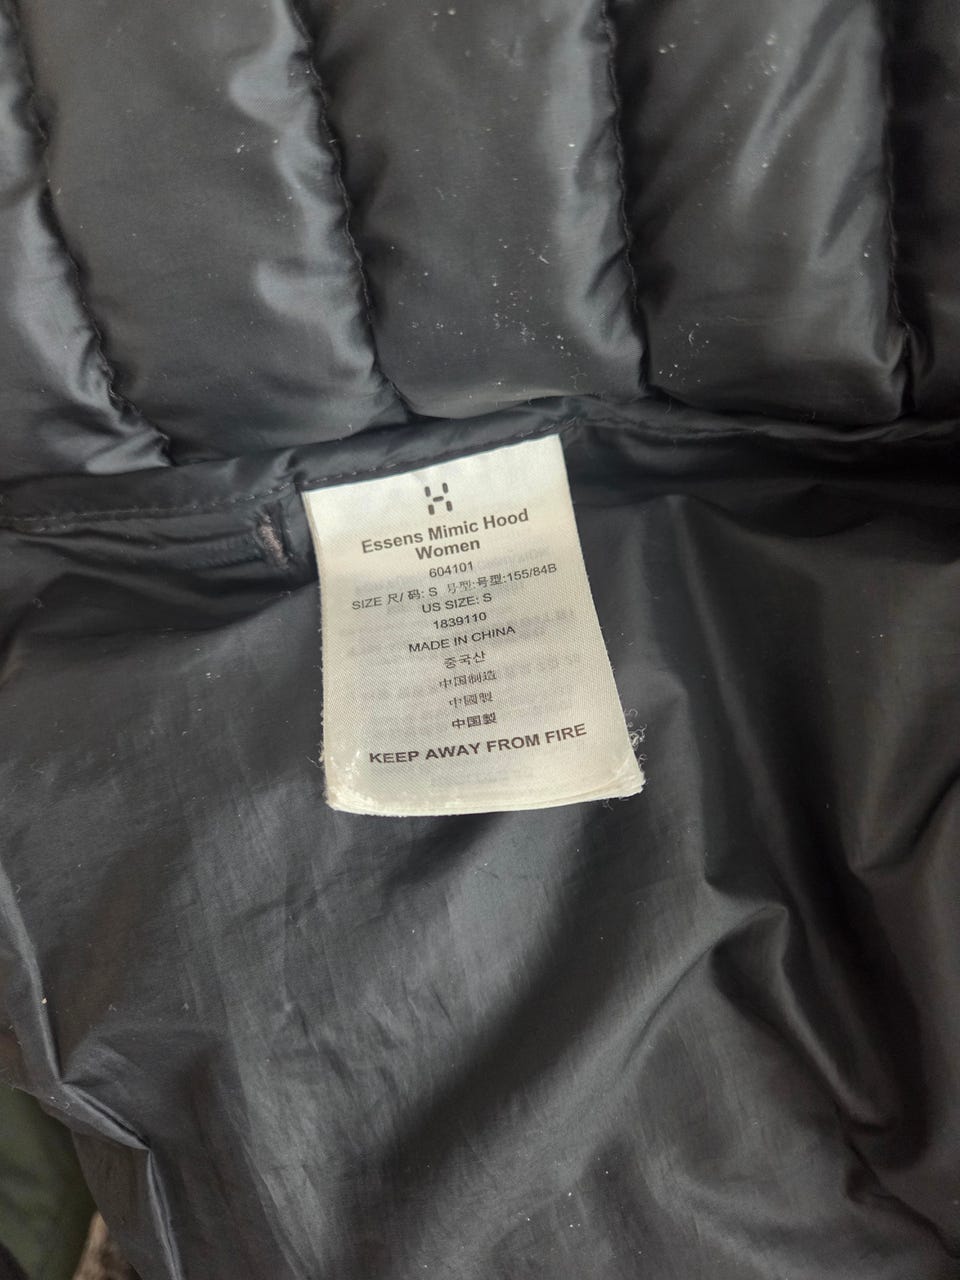 Essens Mimic Hood
Women
604101
SIZE 尺/ 码: S 号型:号型:155/84B
US SIZE: S
1839110
MADE IN CHINA
중국산
中国制造
中國製
中国製
KEEP AWAY FROM FIRE